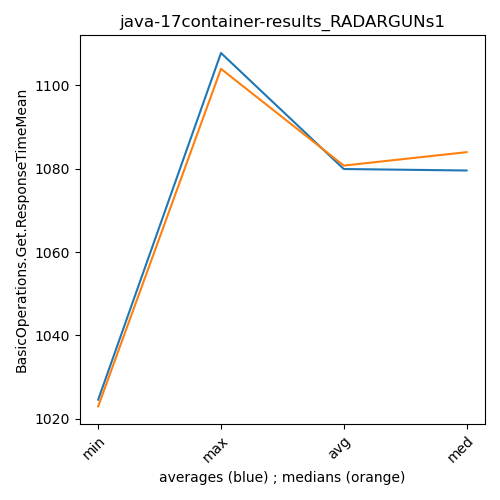 java-17container-results_RADARGUNs1
BasicOperations.Get.ResponseTimeMean
1100
1080
1060
1040
1020
min
max
avg
med
averages (blue) ; medians (orange)